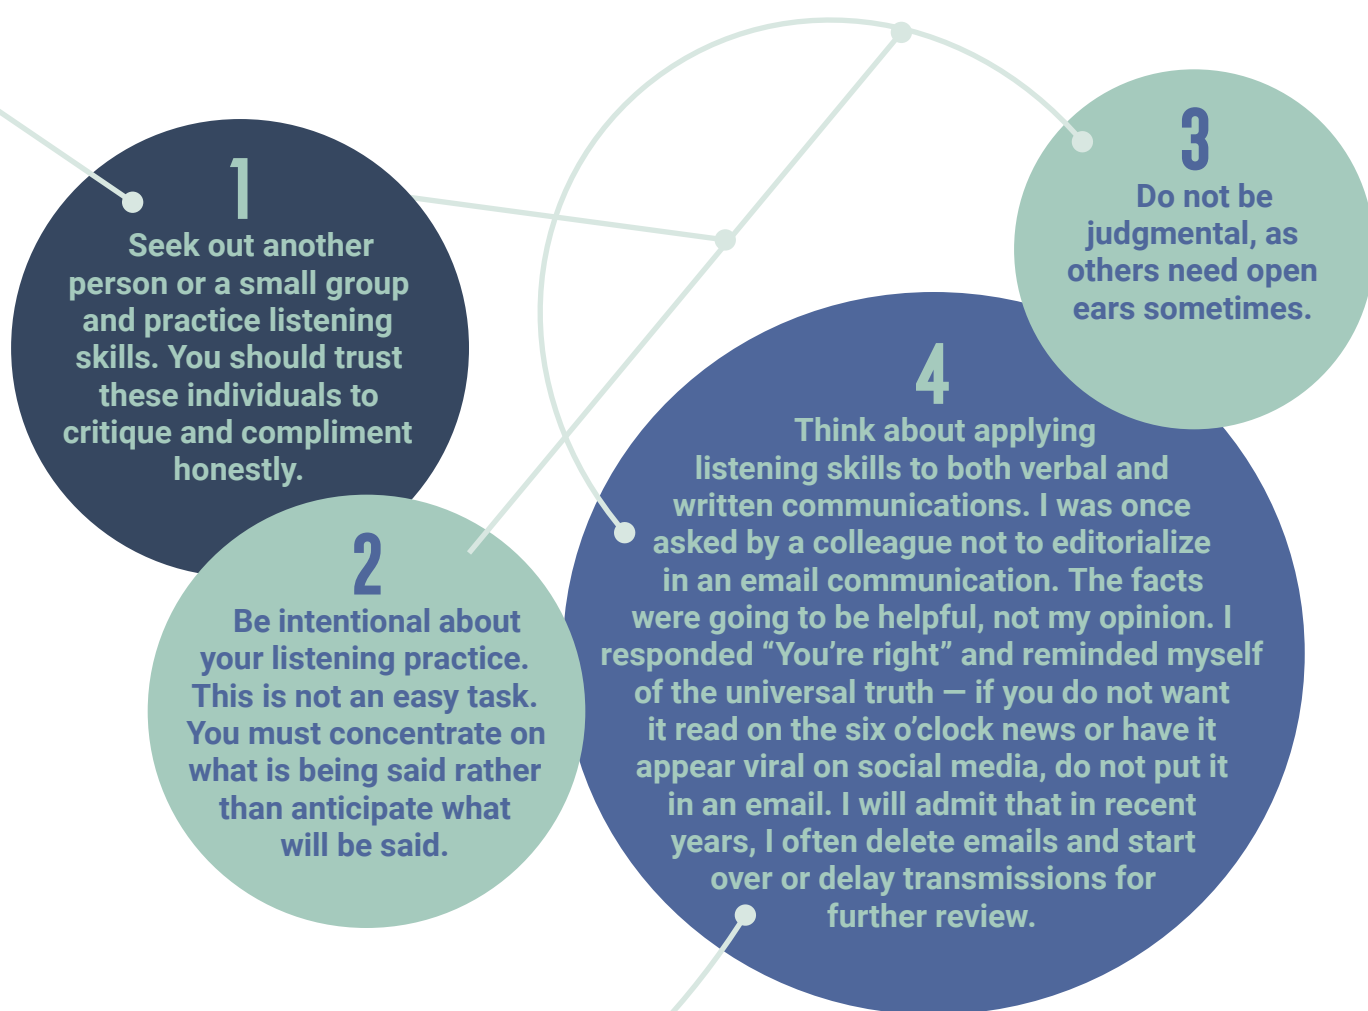 1
Seek out another
person or a small group
and practice listening
skills. You should trust
these individuals to
critique and compliment
honestly.
2
Be intentional about
your listening practice.
This is not an easy task.
You must concentrate on
what is being said rather
than anticipate what
will be said.
3
Do not be
judgmental, as
others need open
ears sometimes.
4
Think about applying
listening skills to both verbal and
written communications. I was once
asked by a colleague not to editorialize
in an email communication. The facts
were going to be helpful, not my opinion. I
responded “You’re right” and reminded myself
of the universal truth — if you do not want
it read on the six o’clock news or have it
appear viral on social media, do not put it
in an email. I will admit that in recent
years, I often delete emails and start
over or delay transmissions for
further review.